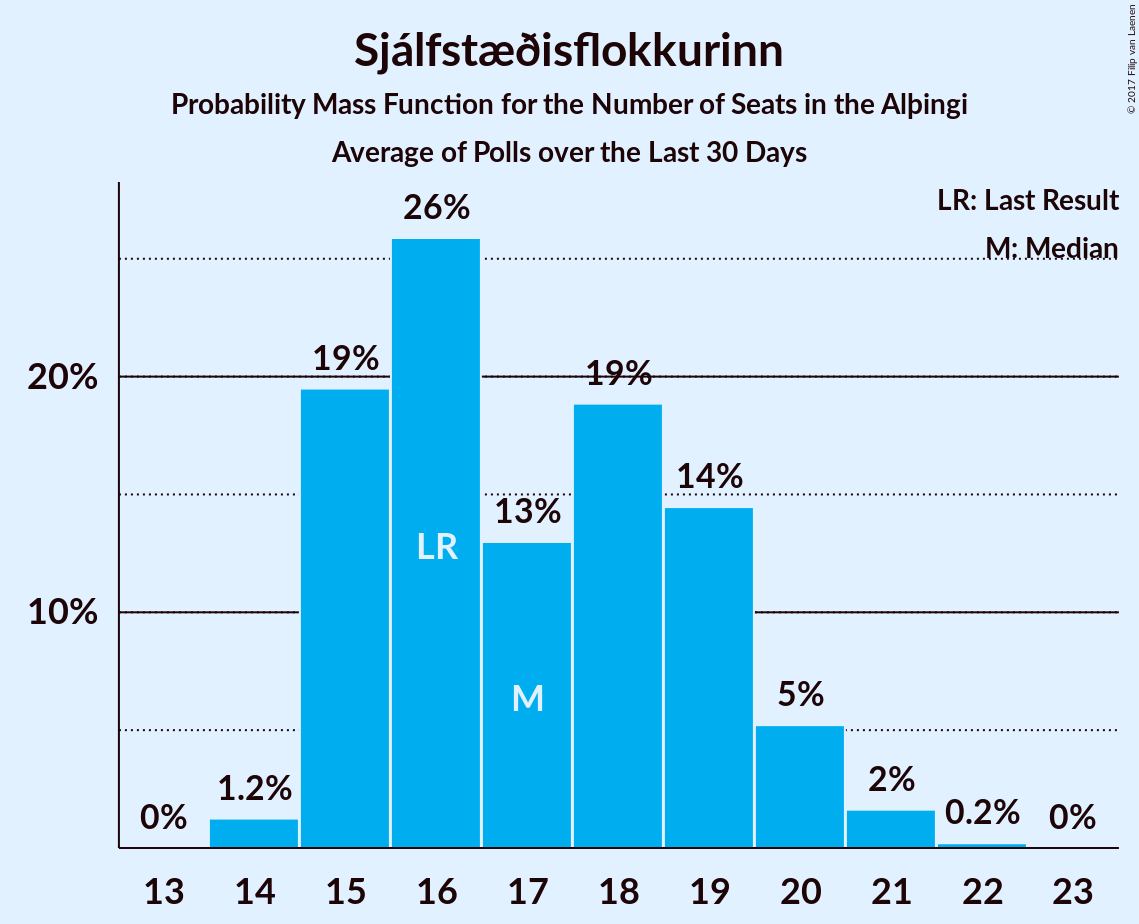 Sjálfstæðisflokkurinn
Probability Mass Function for the Number of Seats in the Alþingi
Average of Polls over the Last 30 Days
© 2017 Filip van Laenen
LR: Last Result
M: Median
26%
19%
20%
19%
14%
13%
LR
10%
M
5%
2%
1.2%
0.2%
0%
0%
13 14 15 16 17 18 19 20 21 22 23